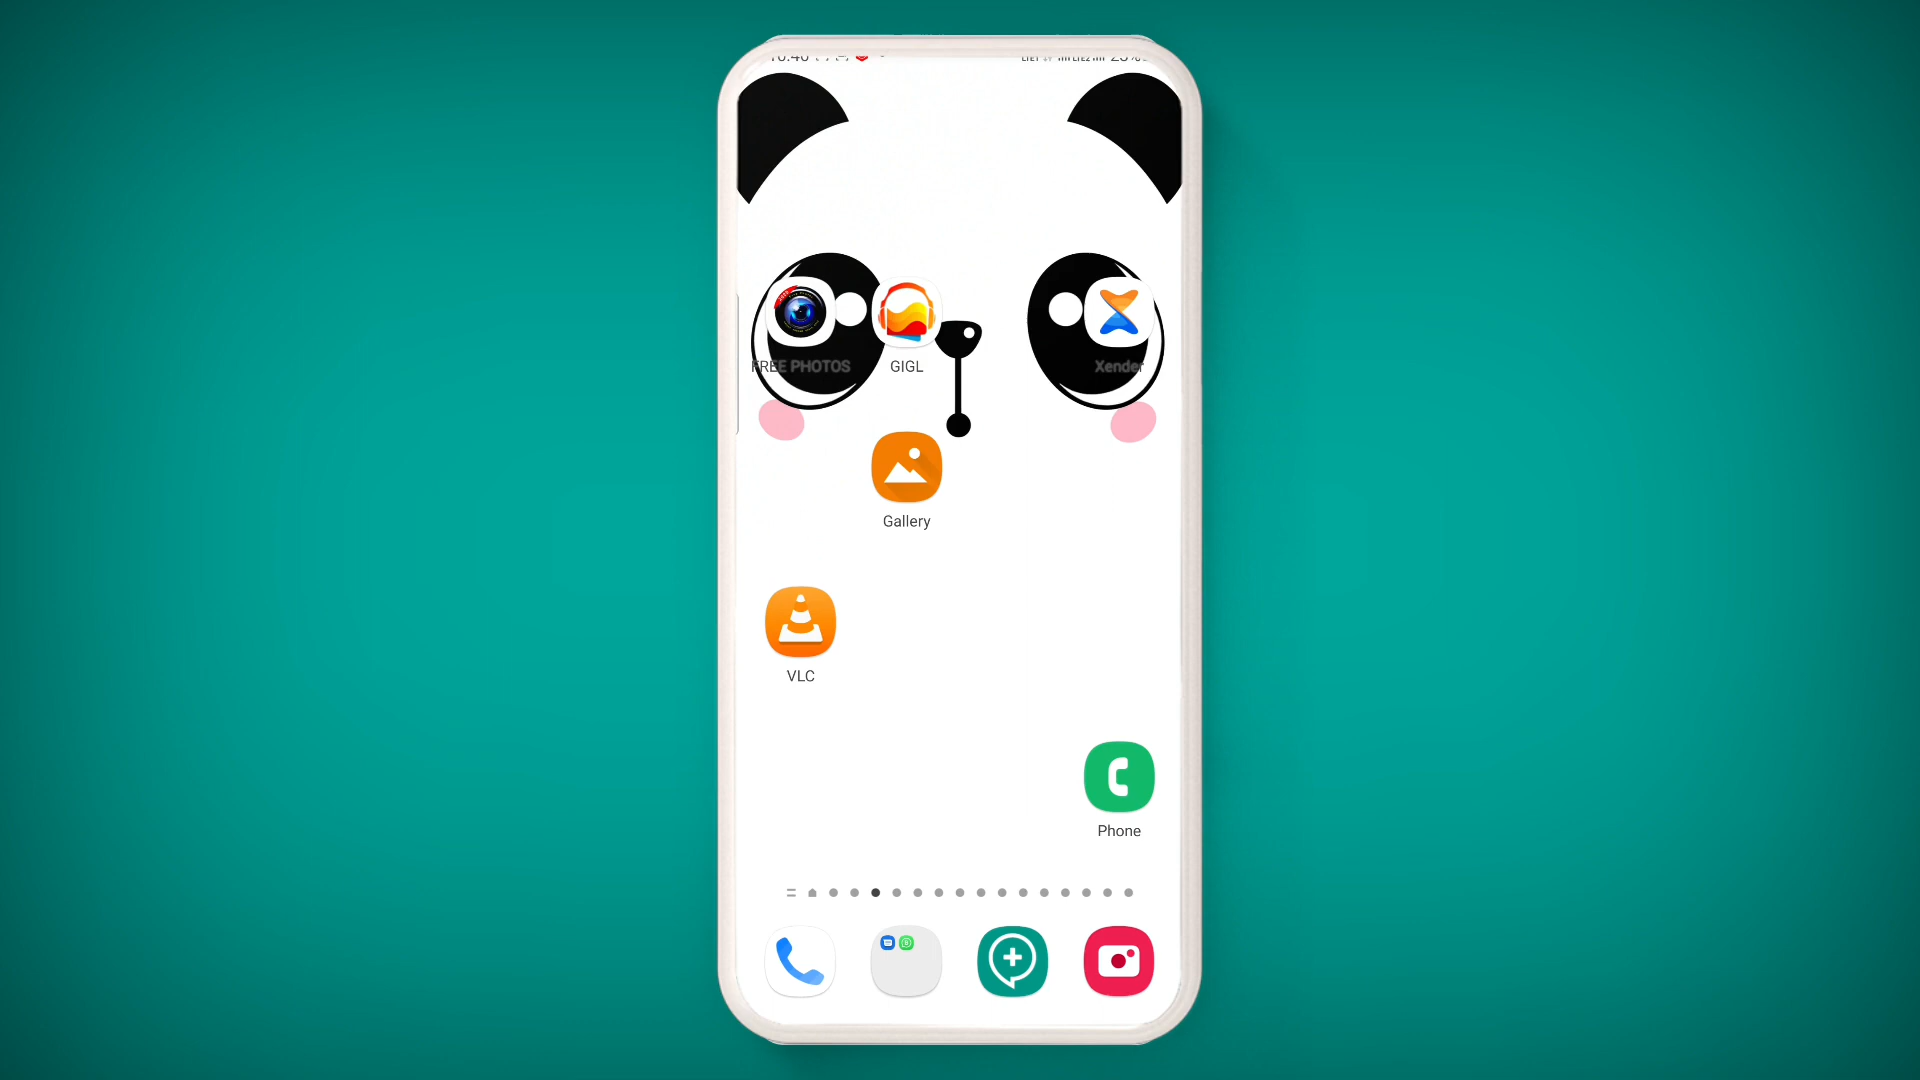 FREE PHOTOS
GIGL
Xender
Gallery
VLC
Phone